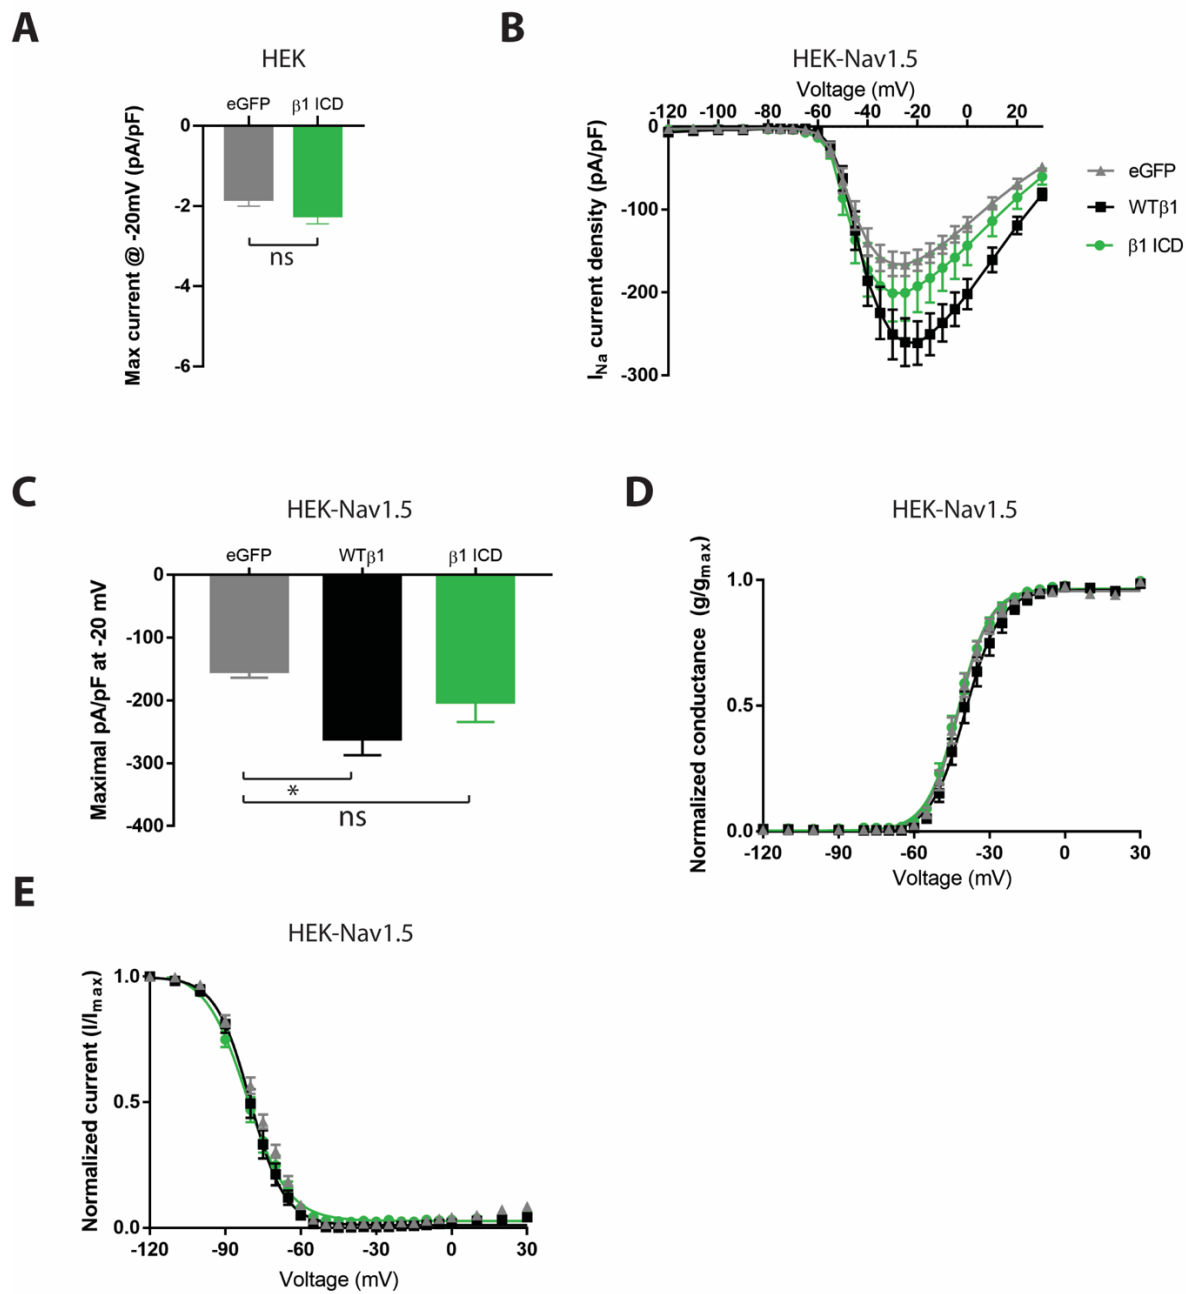 A
HEK
eGFP β1 ICD
Max current @ -20mV (pA/pF)
0
-2
-4
-6
ns
B
HEK-Nav1.5
Voltage (mV)
-120 -100 -80 -60 -40 -20 0 20
INa current density (pA/pF)
0
-100
-200
-300
eGFP
WTβ1
β1 ICD
C
HEK-Nav1.5
eGFP WTβ1 β1 ICD
Maximal pA/pF at -20 mV
0
-100
-200
-300
-400
*
ns
D
HEK-Nav1.5
Normalized conductance (g/gmax)
1.0
0.5
0.0
-120 -90 -60 -30 0 30
Voltage (mV)
E
HEK-Nav1.5
Normalized current (I/Imax)
1.0
0.5
0.0
-120 -90 -60 -30 0 30
Voltage (mV)